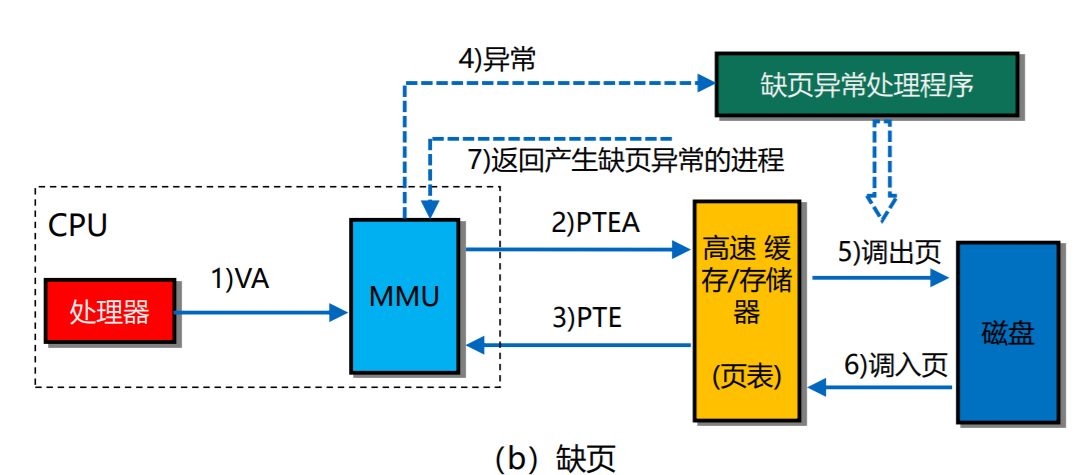 4)异常
缺页异常处理程序
7)返回产生缺页异常的进程
CPU
处理器
1)VA
MMU
2)PTEA
3)PTE
高速 缓
存/存储
器
(页表)
5)调出页
6)调入页
磁盘
（b）缺页